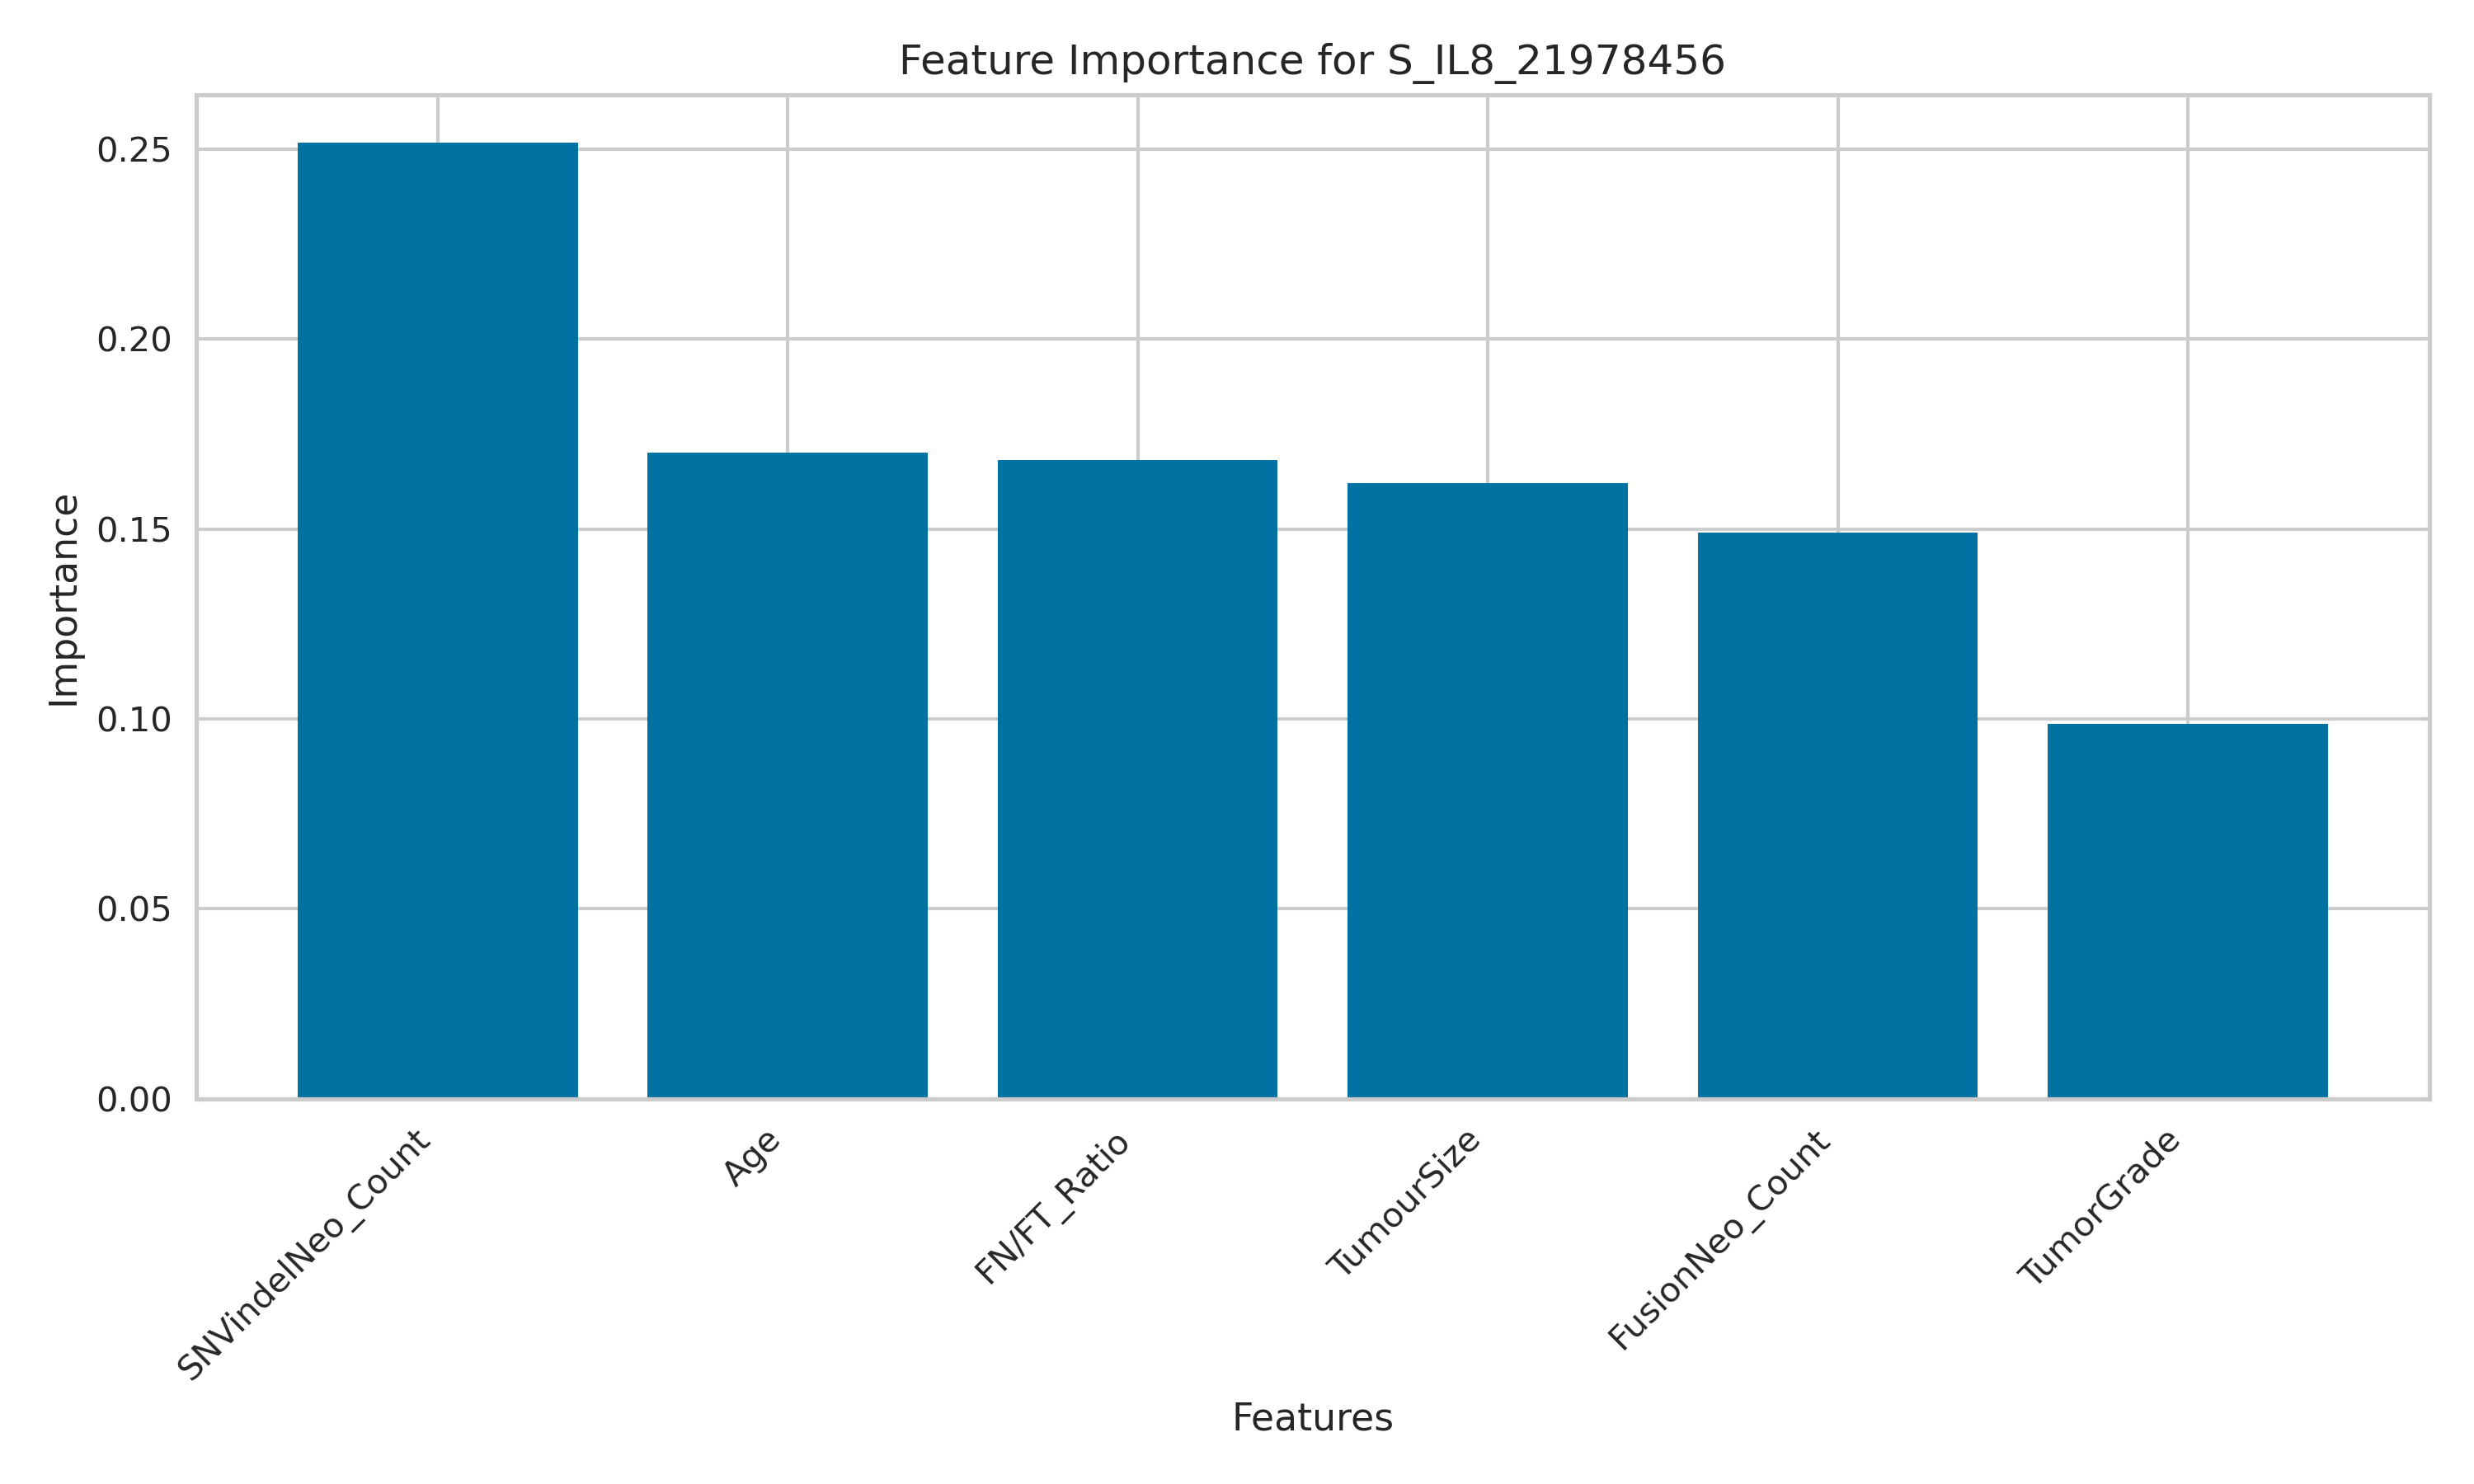 Feature Importance for S_IL8_21978456
Importance
0.25
0.20
0.15
0.10
0.05
0.00
SNVindelNeo_Count
Age
FN/FT_Ratio
TumourSize
FusionNeo_Count
TumorGrade
Features